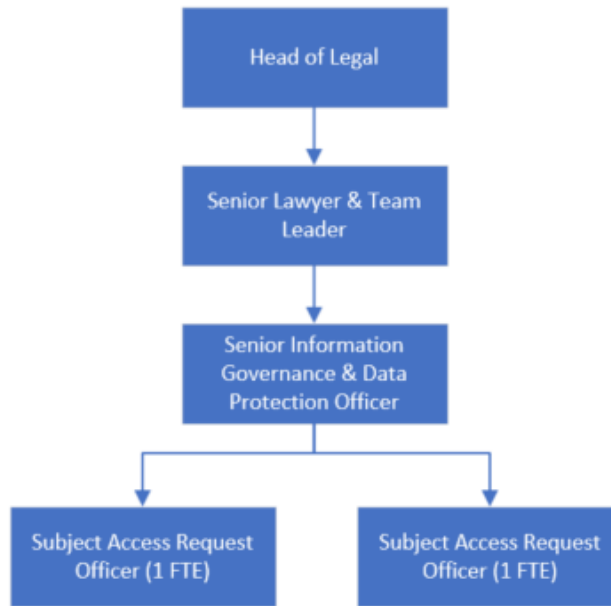 Head of Legal
Senior Lawyer & Team
Leader
Senior Information
Governance & Data
Protection Officer
Subject Access Request
Officer (1 FTE)
Subject Access Request
Officer (1 FTE)